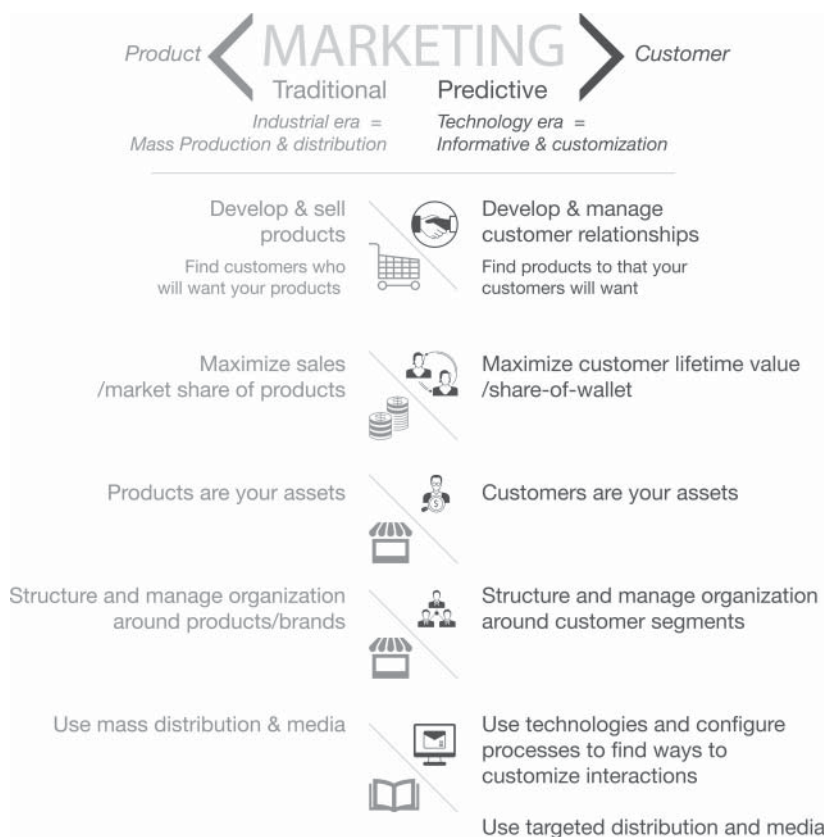 Product
MARKETING
Customer
Traditional
Predictive
Industrial era =
Mass Production & distribution
Technology era =
Informative & customization
Develop & sell
products
Find customers who
will want your products
Develop & manage
customer relationships
Find products to that your
customers will want
Maximize sales
/market share of products
Maximize customer lifetime value
/share-of-wallet
Products are your assets
Customers are your assets
Structure and manage organization
around products/brands
Structure and manage organization
around customer segments
Use mass distribution & media
Use technologies and configure
processes to find ways to
customize interactions
Use targeted distribution and media